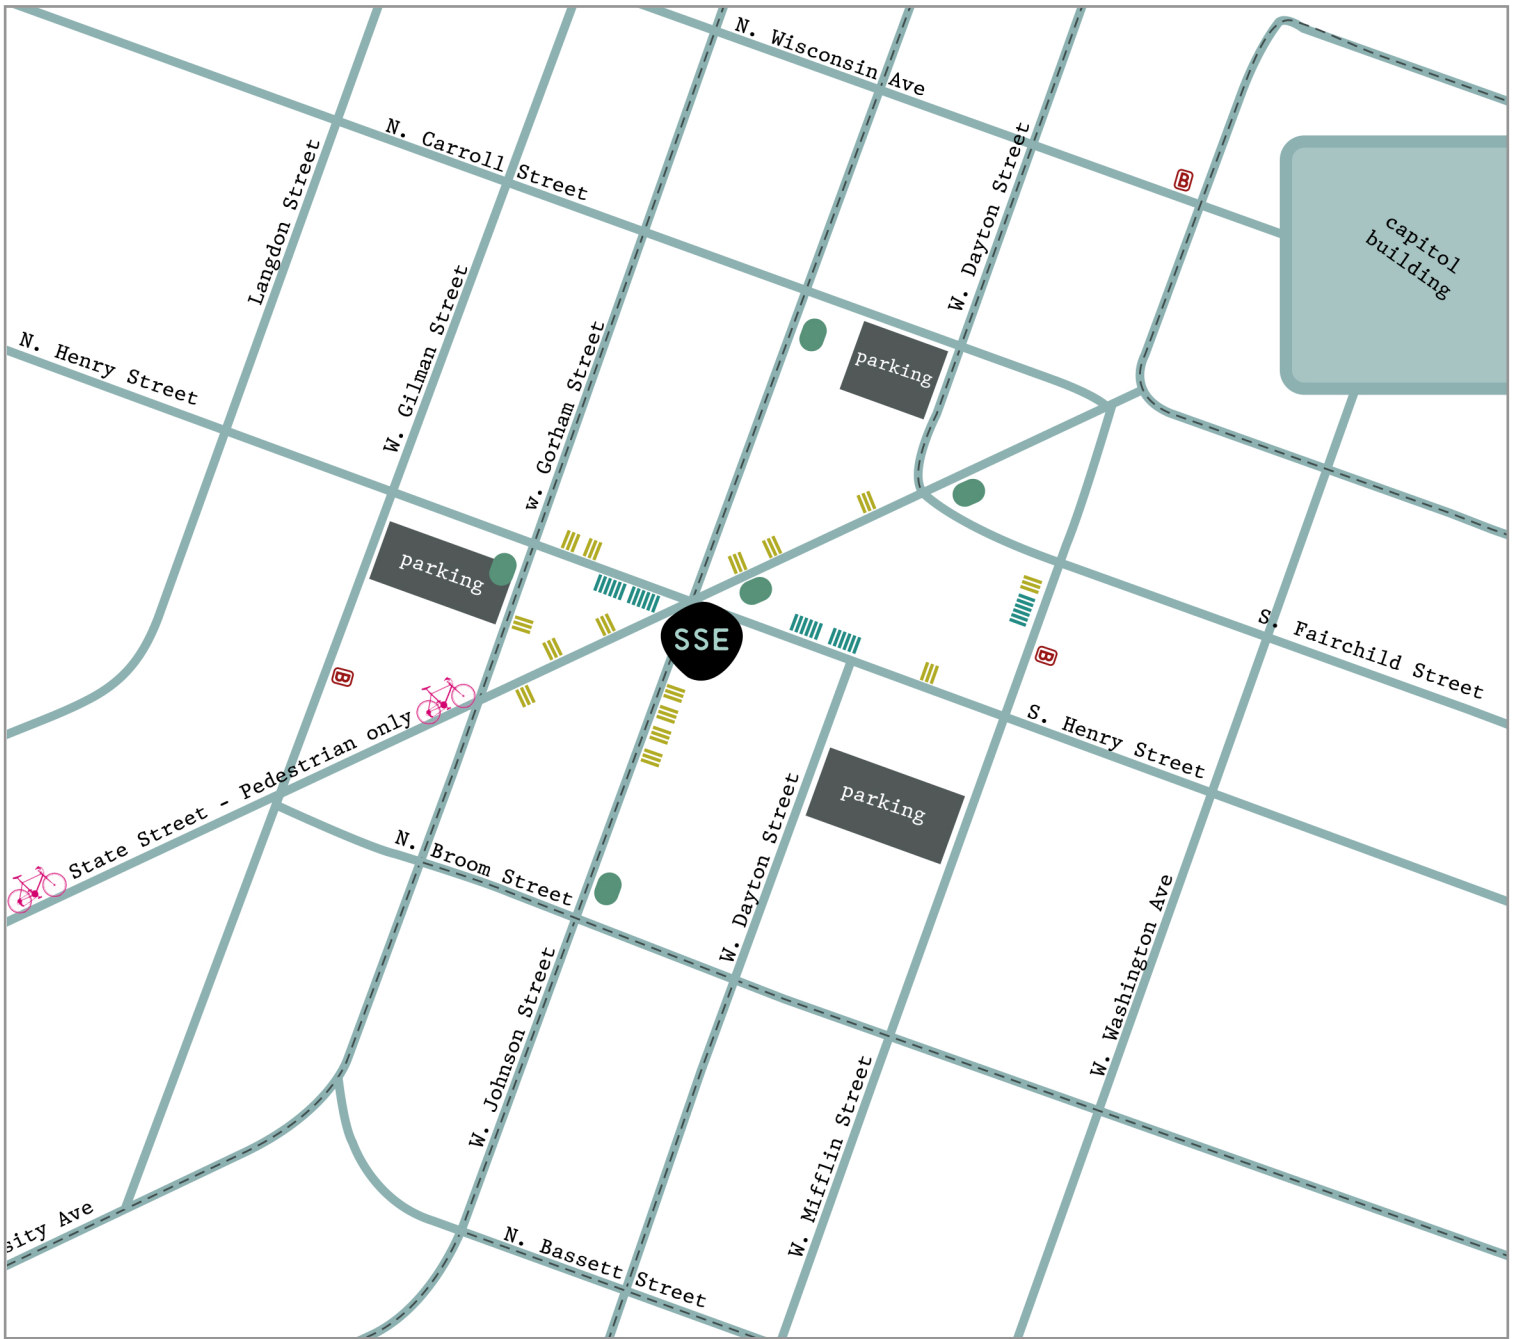 N. Wisconsin Ave
N. Carroll Street
W. Dayton Street
Langdon Street
B
capitol
building
W. Gilman Street
w. Gorham Street
N. Henry Street
parking
parking
SSE
S. Fairchild Street
B
B
State Street - Pedestrian only
S. Henry Street
parking
N. Broom Street
W. Dayton Street
W. Washington Ave
W. Johnson Street
W. Mifflin Street
sity Ave
N. Bassett Street